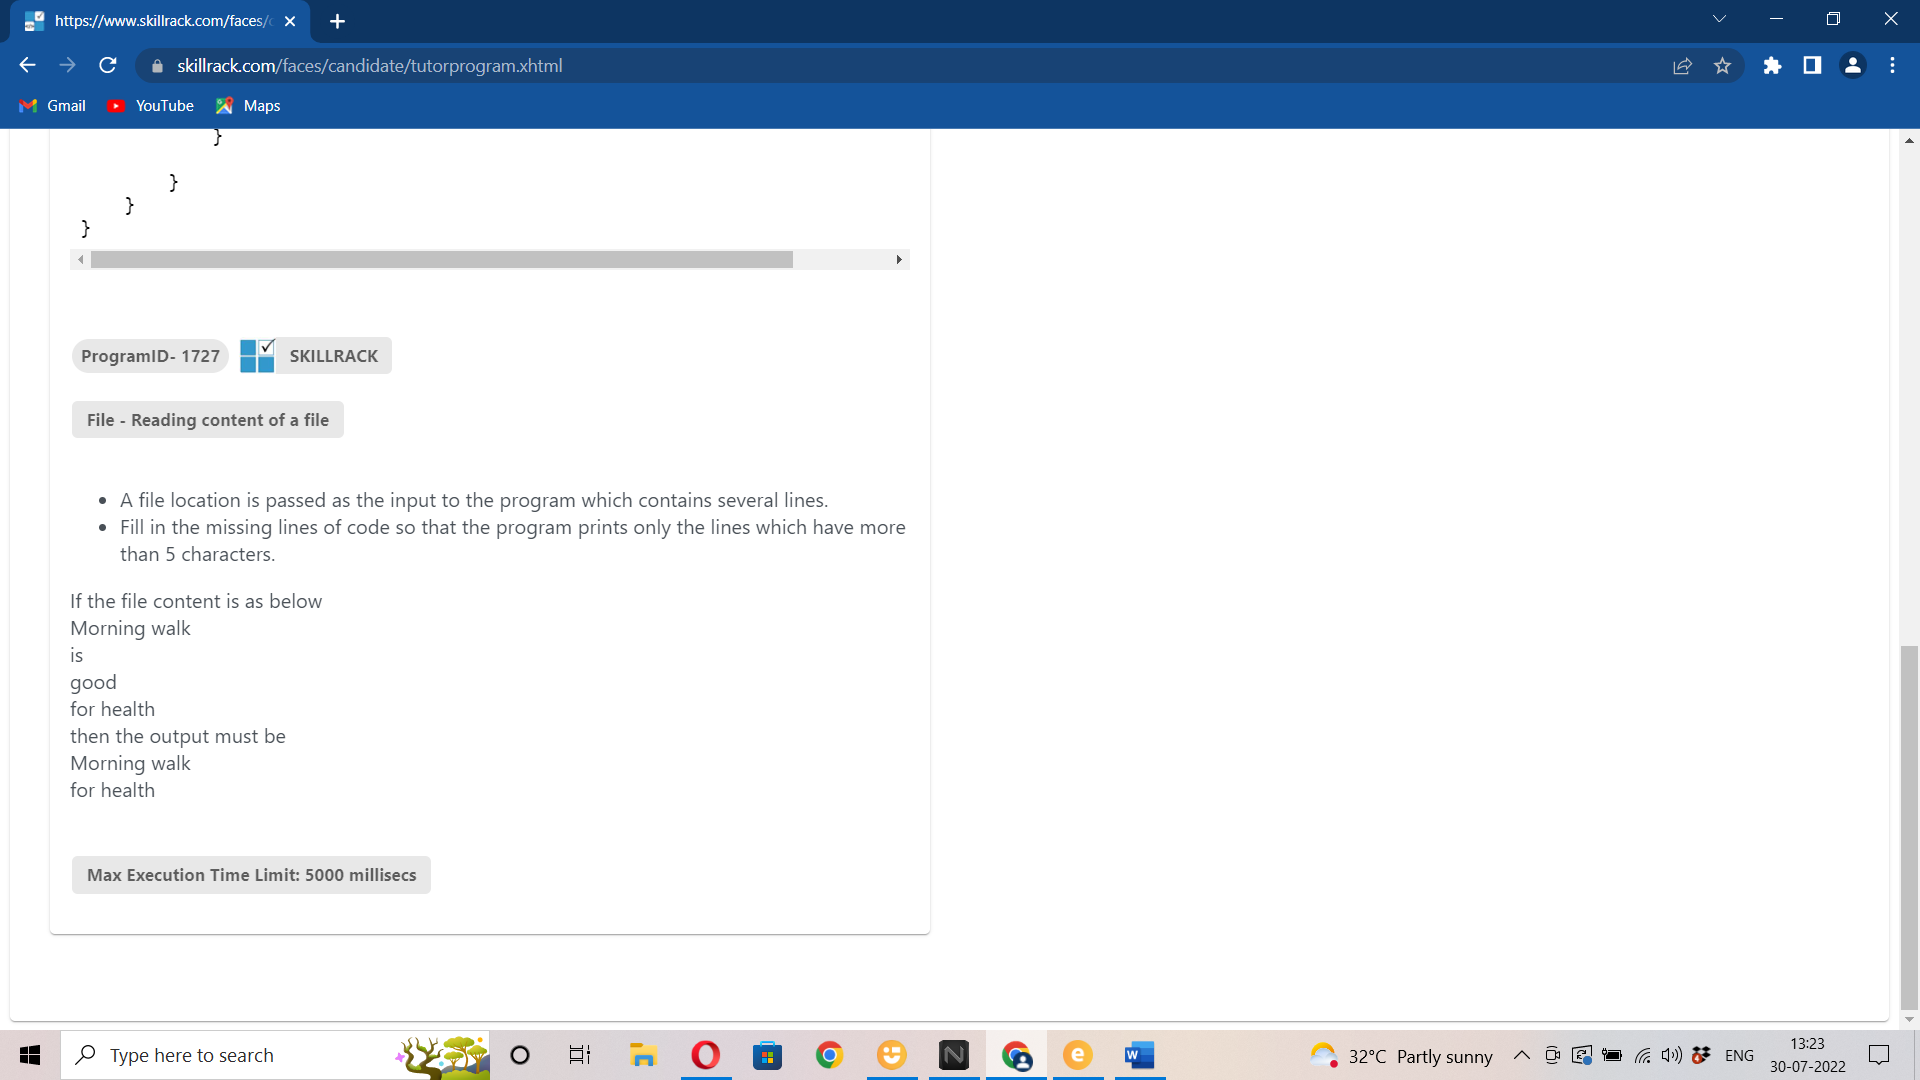 https://www.skillrack.com/faces/c
skillrack.com/faces/candidate/tutorprogram.xhtml
Gmail YouTube Maps
}
}
}
}
ProgramID- 1727 SKILLRACK
File - Reading content of a file
A file location is passed as the input to the program which contains several lines.
Fill in the missing lines of code so that the program prints only the lines which have more
than 5 characters.
If the file content is as below
Morning walk
is
good
for health
then the output must be
Morning walk
for health
Max Execution Time Limit: 5000 millisecs
Type here to search
32°C Partly sunny
ENG
13:23
30-07-2022